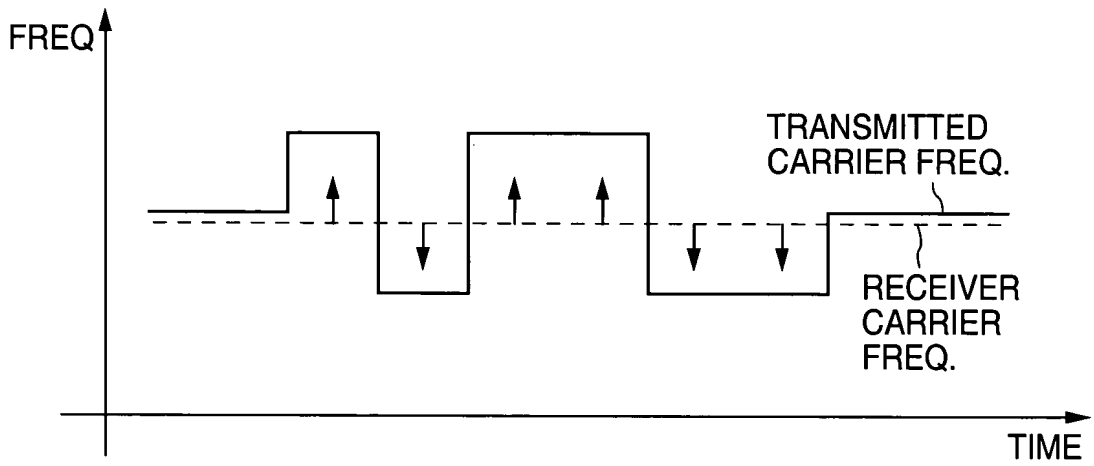 FREQ
TRANSMITTED
CARRIER FREQ.
RECEIVER
CARRIER
FREQ.
TIME